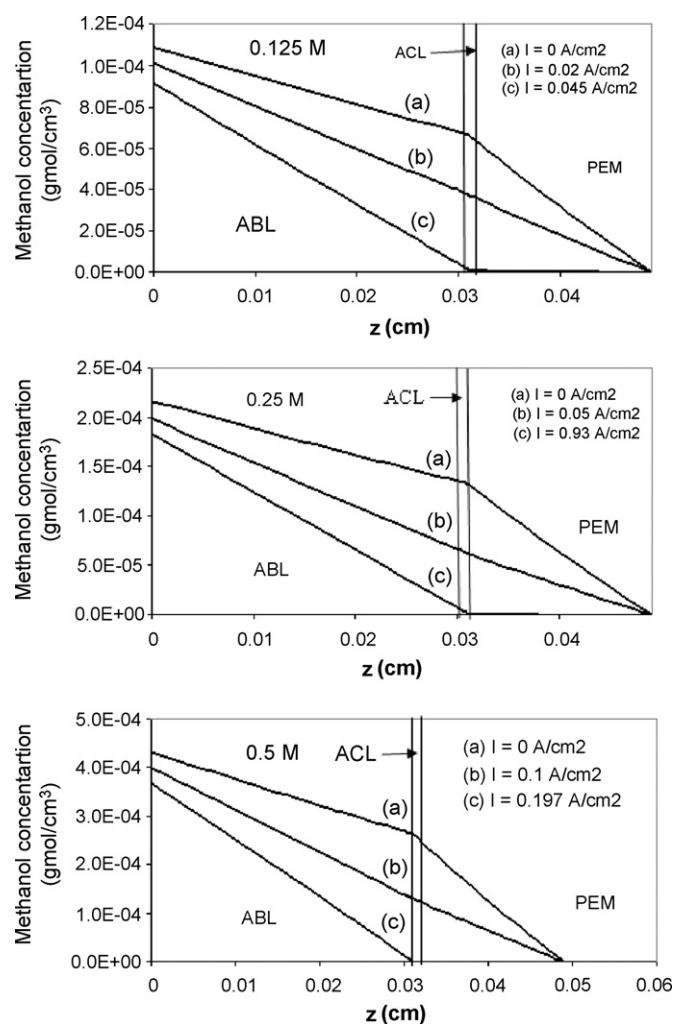 1.2E-04
1.0E-04
8.0E-05
6.0E-05
4.0E-05
2.0E-05
0.0E+00
Methanol concentartion
(gmol/cm3)
0.125 M
ACL
(a) I = 0 A/cm2
(b) I = 0.02 A/cm2
(c) I = 0.045 A/cm2
(a)
(b)
(c)
ABL
PEM
0 0.01 0.02 0.03 0.04
z (cm)
2.5E-04
2.0E-04
1.5E-04
1.0E-04
5.0E-05
0.0E+00
Methanol concentartion
(gmol/cm3)
0.25 M
ACL
(a) I = 0 A/cm2
(b) I = 0.05 A/cm2
(c) I = 0.93 A/cm2
(a)
(b)
(c)
ABL
PEM
0 0.01 0.02 0.03 0.04
z (cm)
5.0E-04
4.0E-04
3.0E-04
2.0E-04
1.0E-04
0.0E+00
Methanol concentartion
(gmol/cm3)
0.5 M
ACL
(a) I = 0 A/cm2
(b) I = 0.1 A/cm2
(c) I = 0.197 A/cm2
(a)
(b)
(c)
ABL
PEM
0 0.01 0.02 0.03 0.04 0.05 0.06
z (cm)